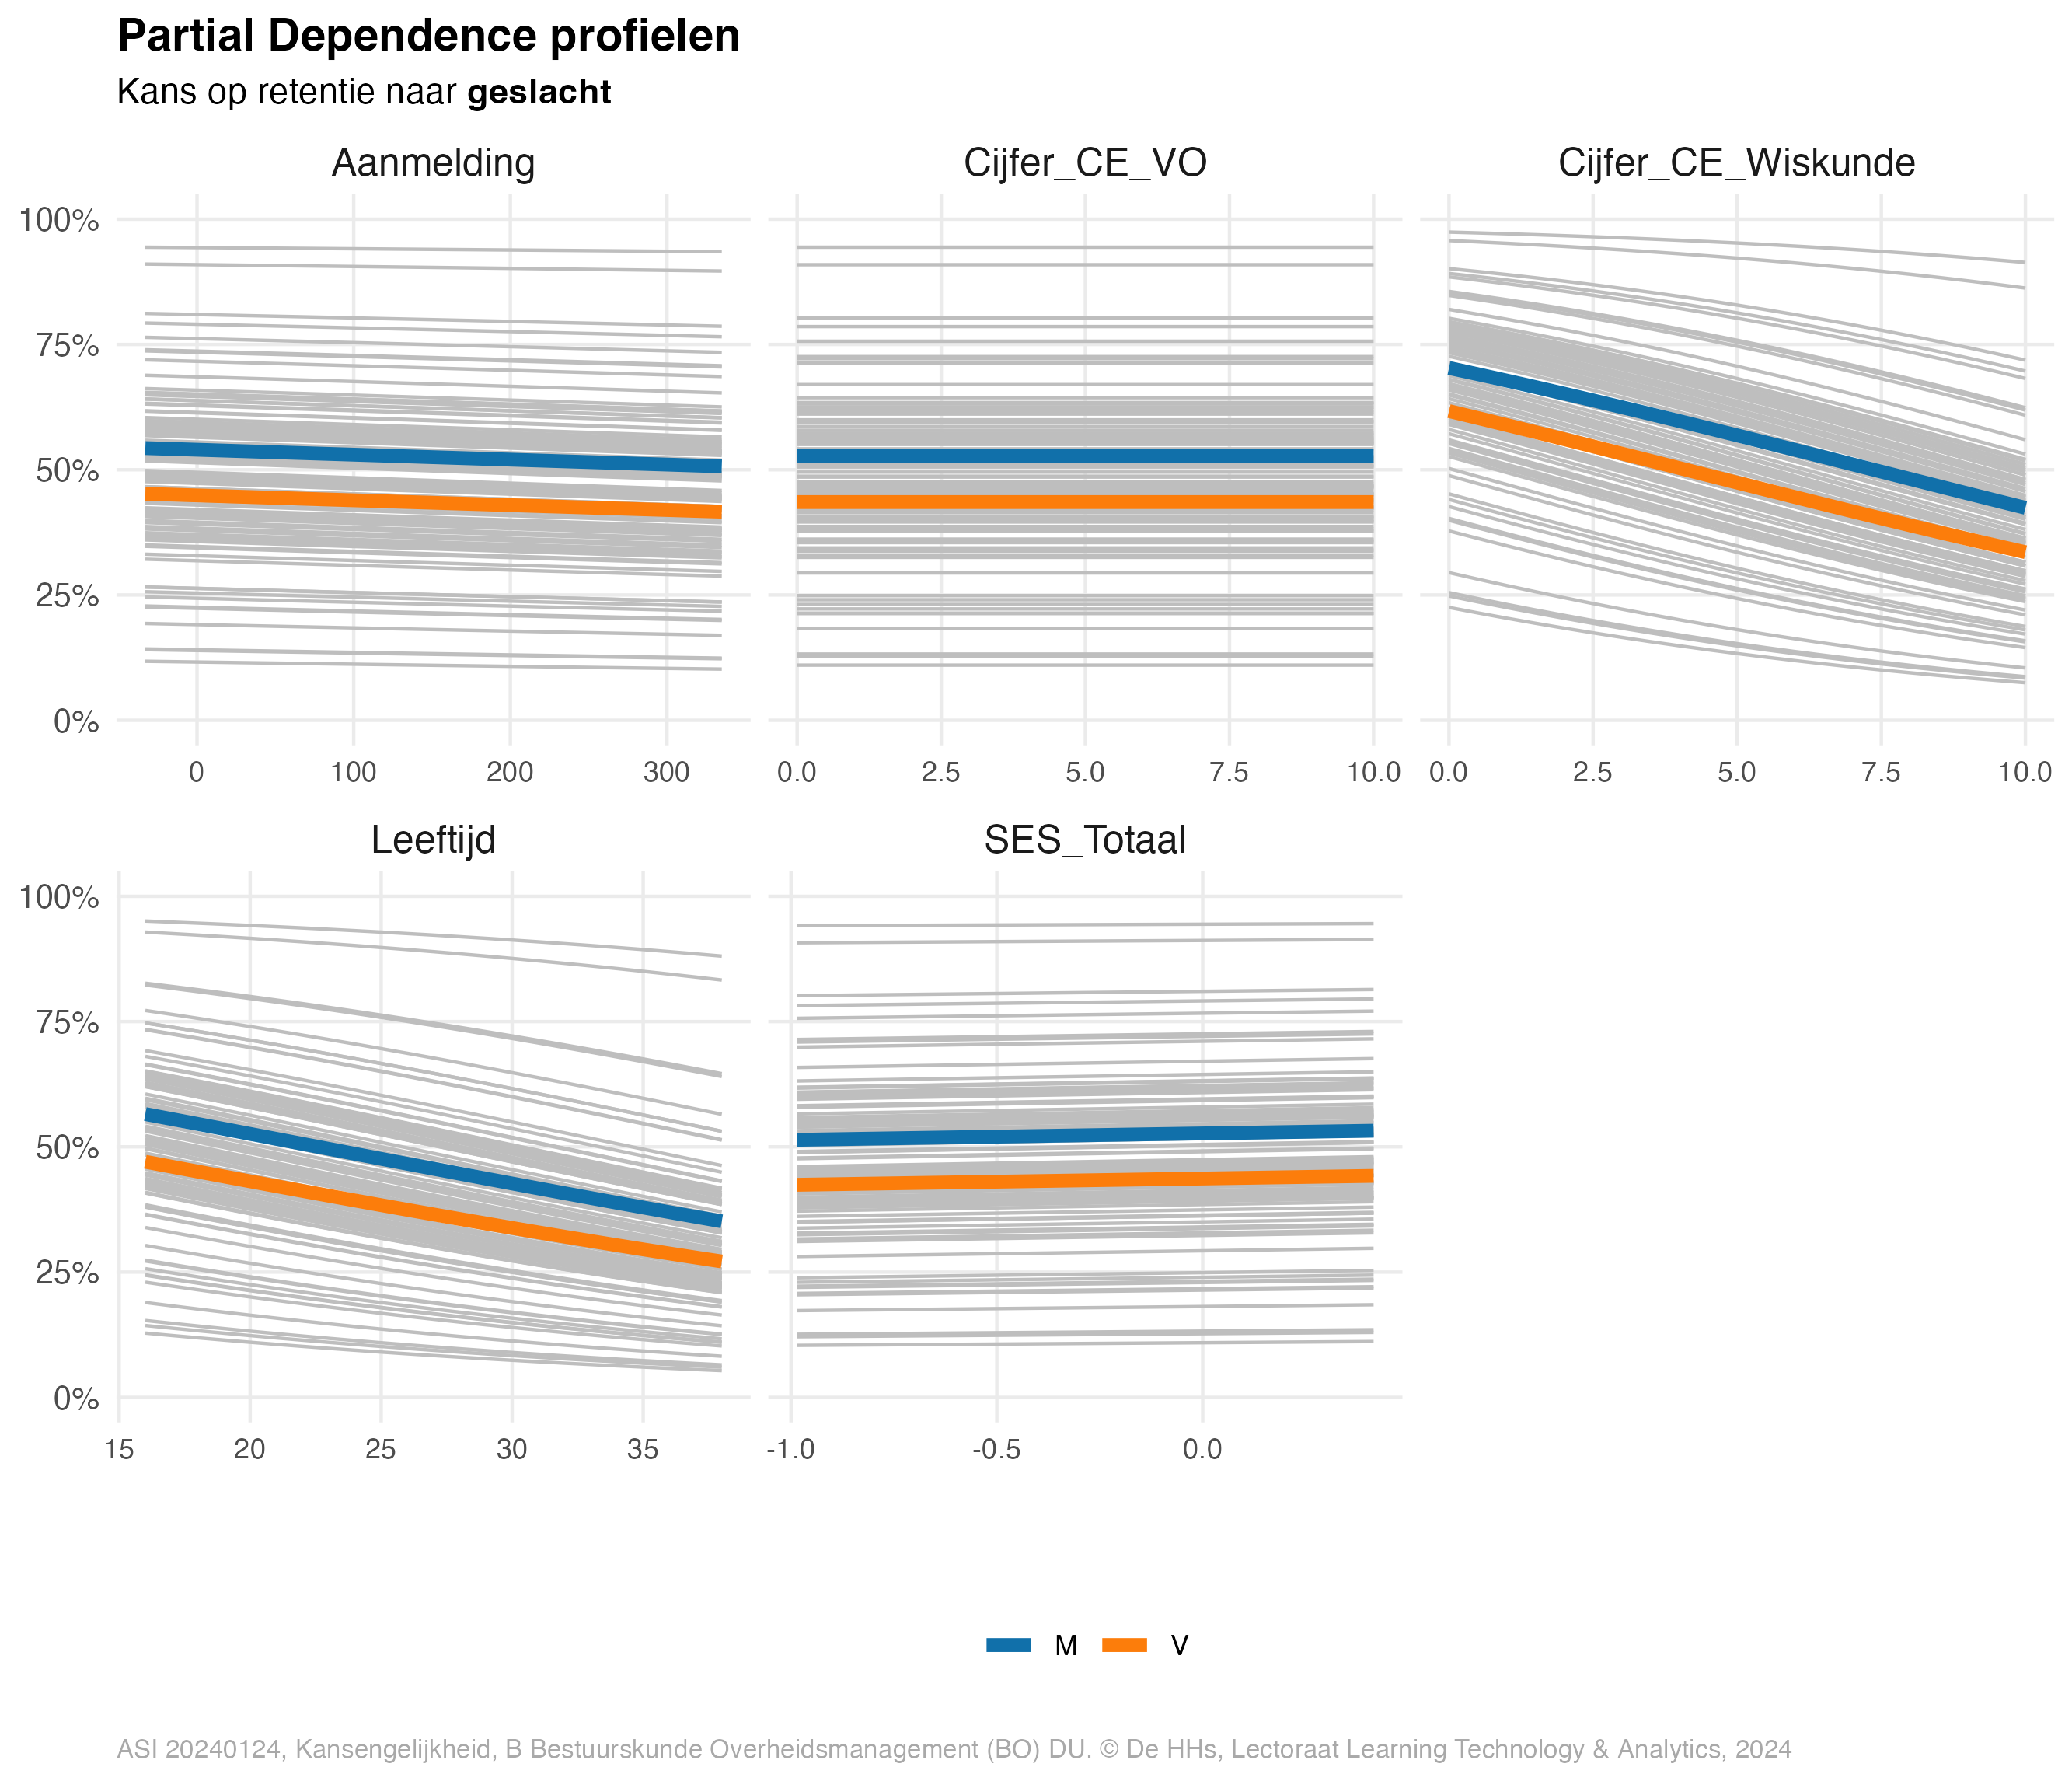 Partial Dependence profielen
Kans op retentie naar geslacht
Aanmelding
Cijfer_CE_VO
Cijfer_CE_Wiskunde
100%
75%
50%
25%
0%
0 100 200 300
0.0 2.5 5.0 7.5 10.0
0.0 2.5 5.0 7.5 10.0
Leeftijd
SES_Totaal
100%
75%
50%
25%
0%
15 20 25 30 35
-1.0 -0.5 0.0
M V
ASI 20240124, Kansengelijkheid, B Bestuurskunde Overheidsmanagement (BO) DU. © De HHs, Lectoraat Learning Technology & Analytics, 2024